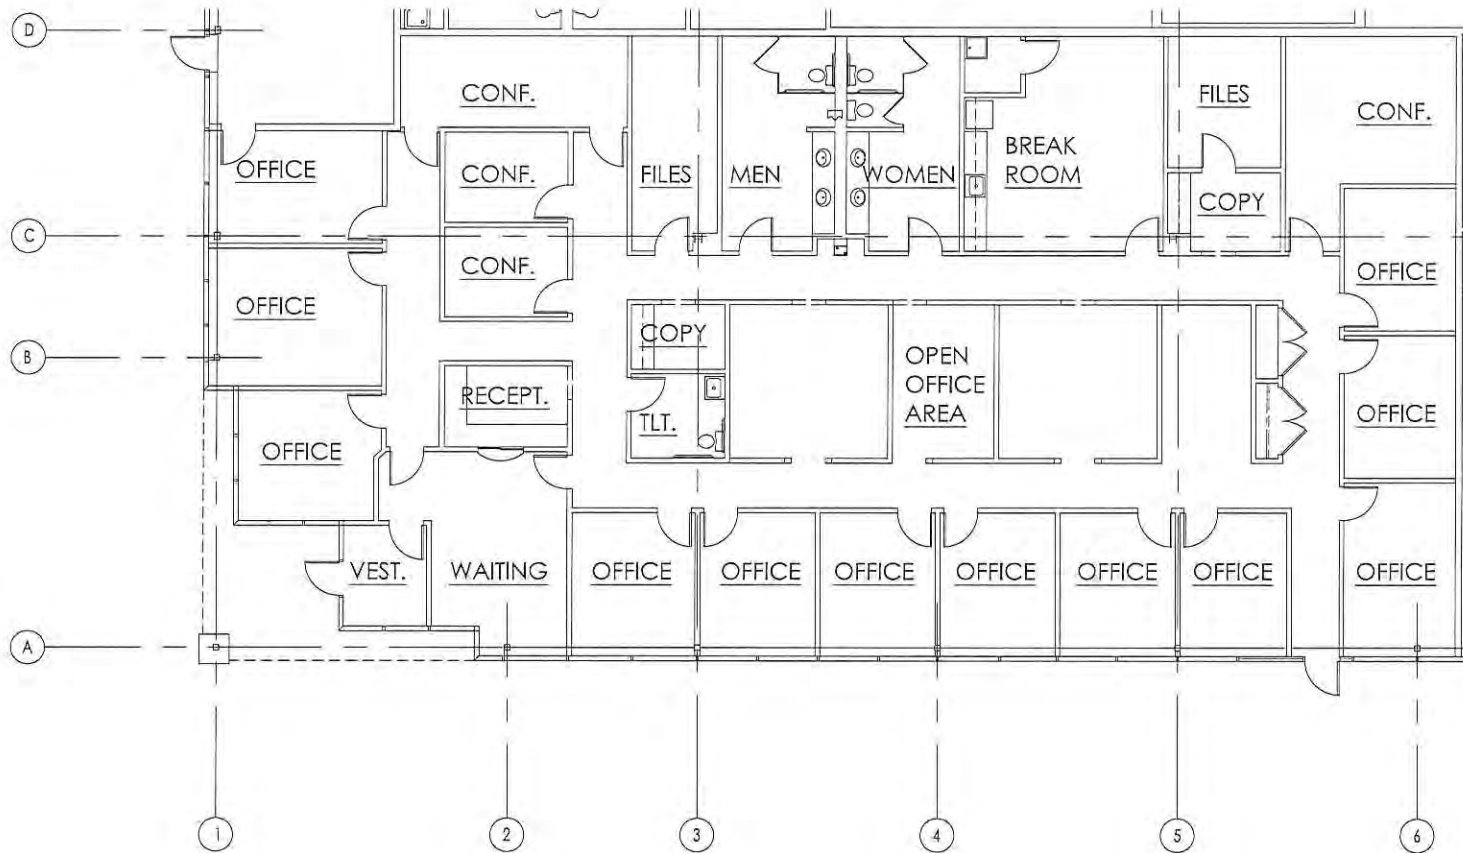 D
CONF.
FILES
CONF.
BREAK
ROOM
OFFICE
CONF.
FILES
MEN
WOMEN
COPY
C
CONF.
OFFICE
OFFICE
COPY
B
OPEN
OFFICE
AREA
RECEPT.
TLT.
OFFICE
OFFICE
VEST.
WAITING
OFFICE
OFFICE
OFFICE
OFFICE
OFFICE
OFFICE
OFFICE
A
1
2
3
4
5
6